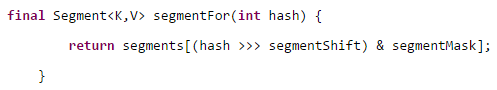 final Segment<K,V> segmentFor(int hash) {
return segments[(hash >>> segmentShift) & segmentMask];
}